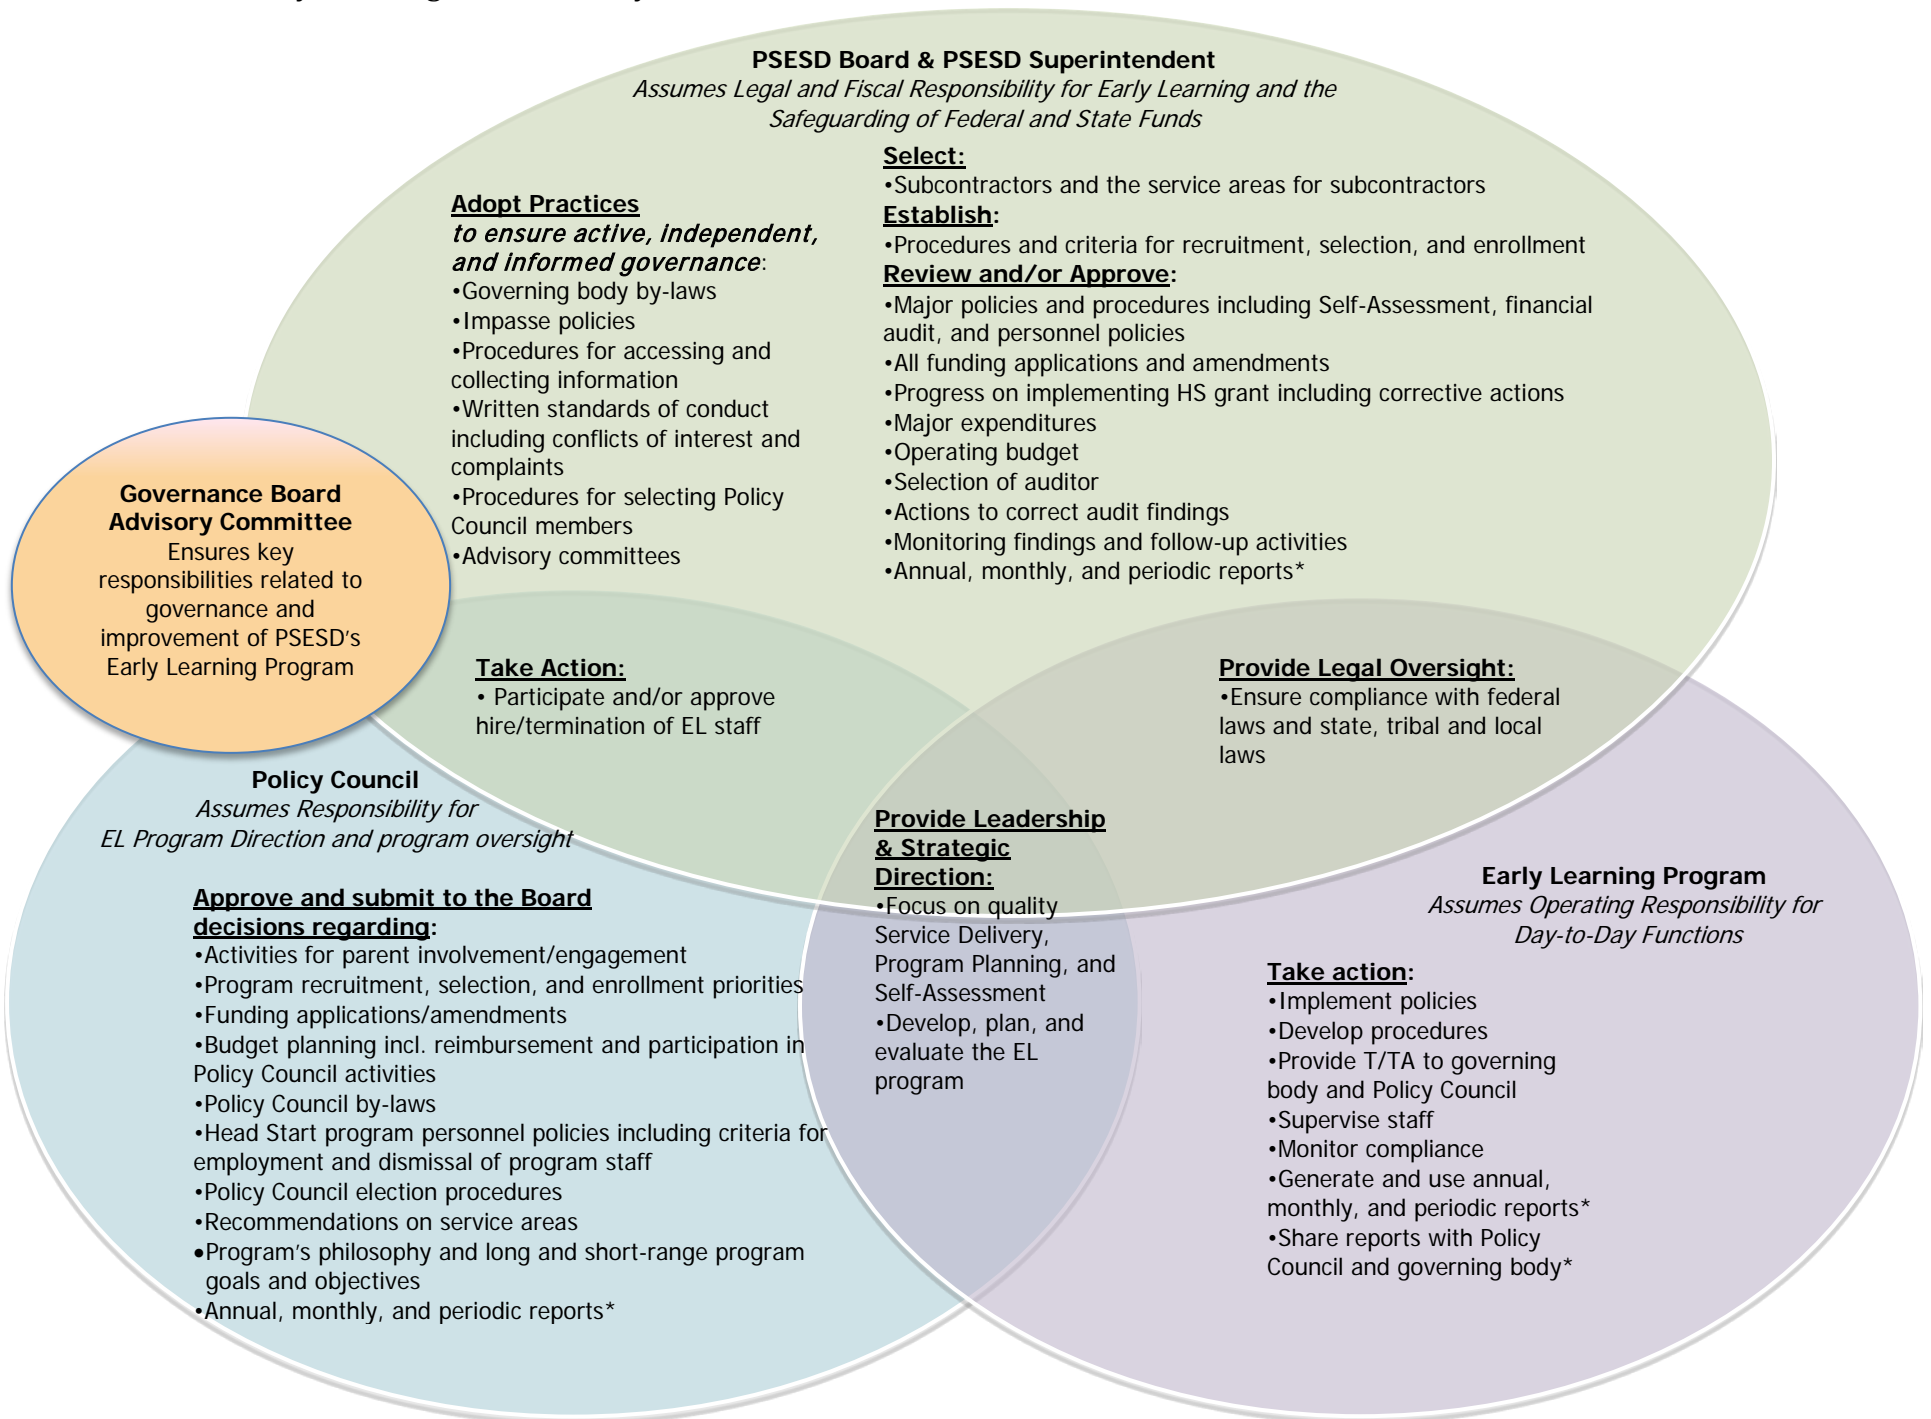 PSESD Board & PSESD Superintendent
Assumes Legal and Fiscal Responsibility for Early Learning and the
Safeguarding of Federal and State Funds
Adopt Practices
to ensure active, independent,
and informed governance:
•Governing body by-laws
•Impasse policies
•Procedures for accessing and
collecting information
•Written standards of conduct
including conflicts of interest and
complaints
•Procedures for selecting Policy
Council members
•Advisory committees
Select:
•Subcontractors and the service areas for subcontractors
Establish:
•Procedures and criteria for recruitment, selection, and enrollment
Review and/or Approve:
•Major policies and procedures including Self-Assessment, financial
audit, and personnel policies
•All funding applications and amendments
•Progress on implementing HS grant including corrective actions
•Major expenditures
•Operating budget
•Selection of auditor
•Actions to correct audit findings
•Monitoring findings and follow-up activities
•Annual, monthly, and periodic reports*
Governance Board
Advisory Committee
Ensures key
responsibilities related to
governance and
improvement of PSESD's
Early Learning Program
Take Action:
• Participate and/or approve
hire/termination of EL staff
Provide Legal Oversight:
•Ensure compliance with federal
laws and state, tribal and local
laws
Policy Council
Assumes Responsibility for
EL Program Direction and program oversight
Approve and submit to the Board
decisions regarding:
•Activities for parent involvement/engagement
•Program recruitment, selection, and enrollment priorities
•Funding applications/amendments
•Budget planning incl. reimbursement and participation in
Policy Council activities
•Policy Council by-laws
•Head Start program personnel policies including criteria for
employment and dismissal of program staff
•Policy Council election procedures
•Recommendations on service areas
•Program's philosophy and long and short-range program
goals and objectives
•Annual, monthly, and periodic reports*
Provide Leadership
& Strategic
Direction:
•Focus on quality
Service Delivery,
Program Planning, and
Self-Assessment
•Develop, plan, and
evaluate the EL
program
Early Learning Program
Assumes Operating Responsibility for
Day-to-Day Functions
Take action:
•Implement policies
•Develop procedures
•Provide T/TA to governing
body and Policy Council
•Supervise staff
•Monitor compliance
•Generate and use annual,
monthly, and periodic reports*
•Share reports with Policy
Council and governing body*